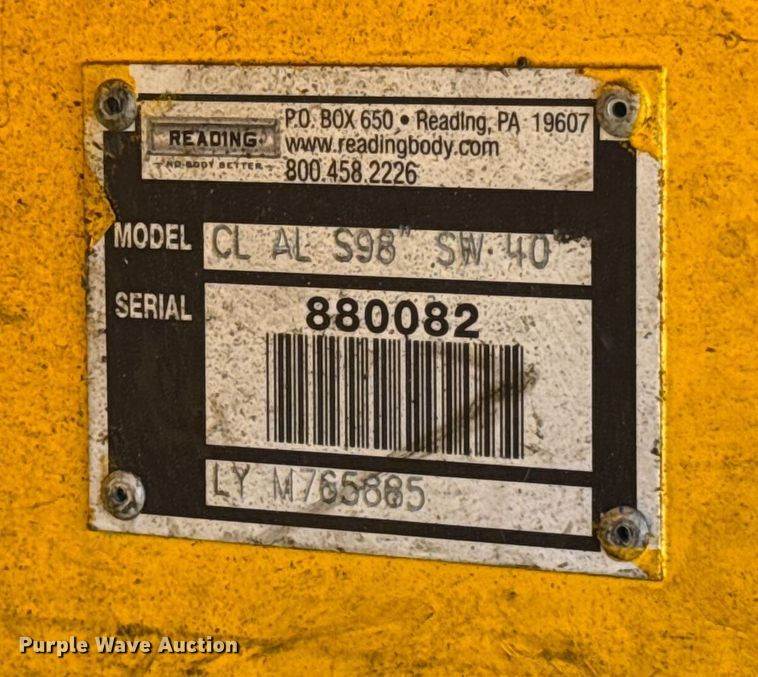 READING
NO-BODY BETTER
P.O. BOX 650 • Reading, PA 19607
www.readingbody.com
800.458.2226
MODEL CL AL S98" SW 40"
SERIAL 880082
LY M765885
Purple Wave Auction